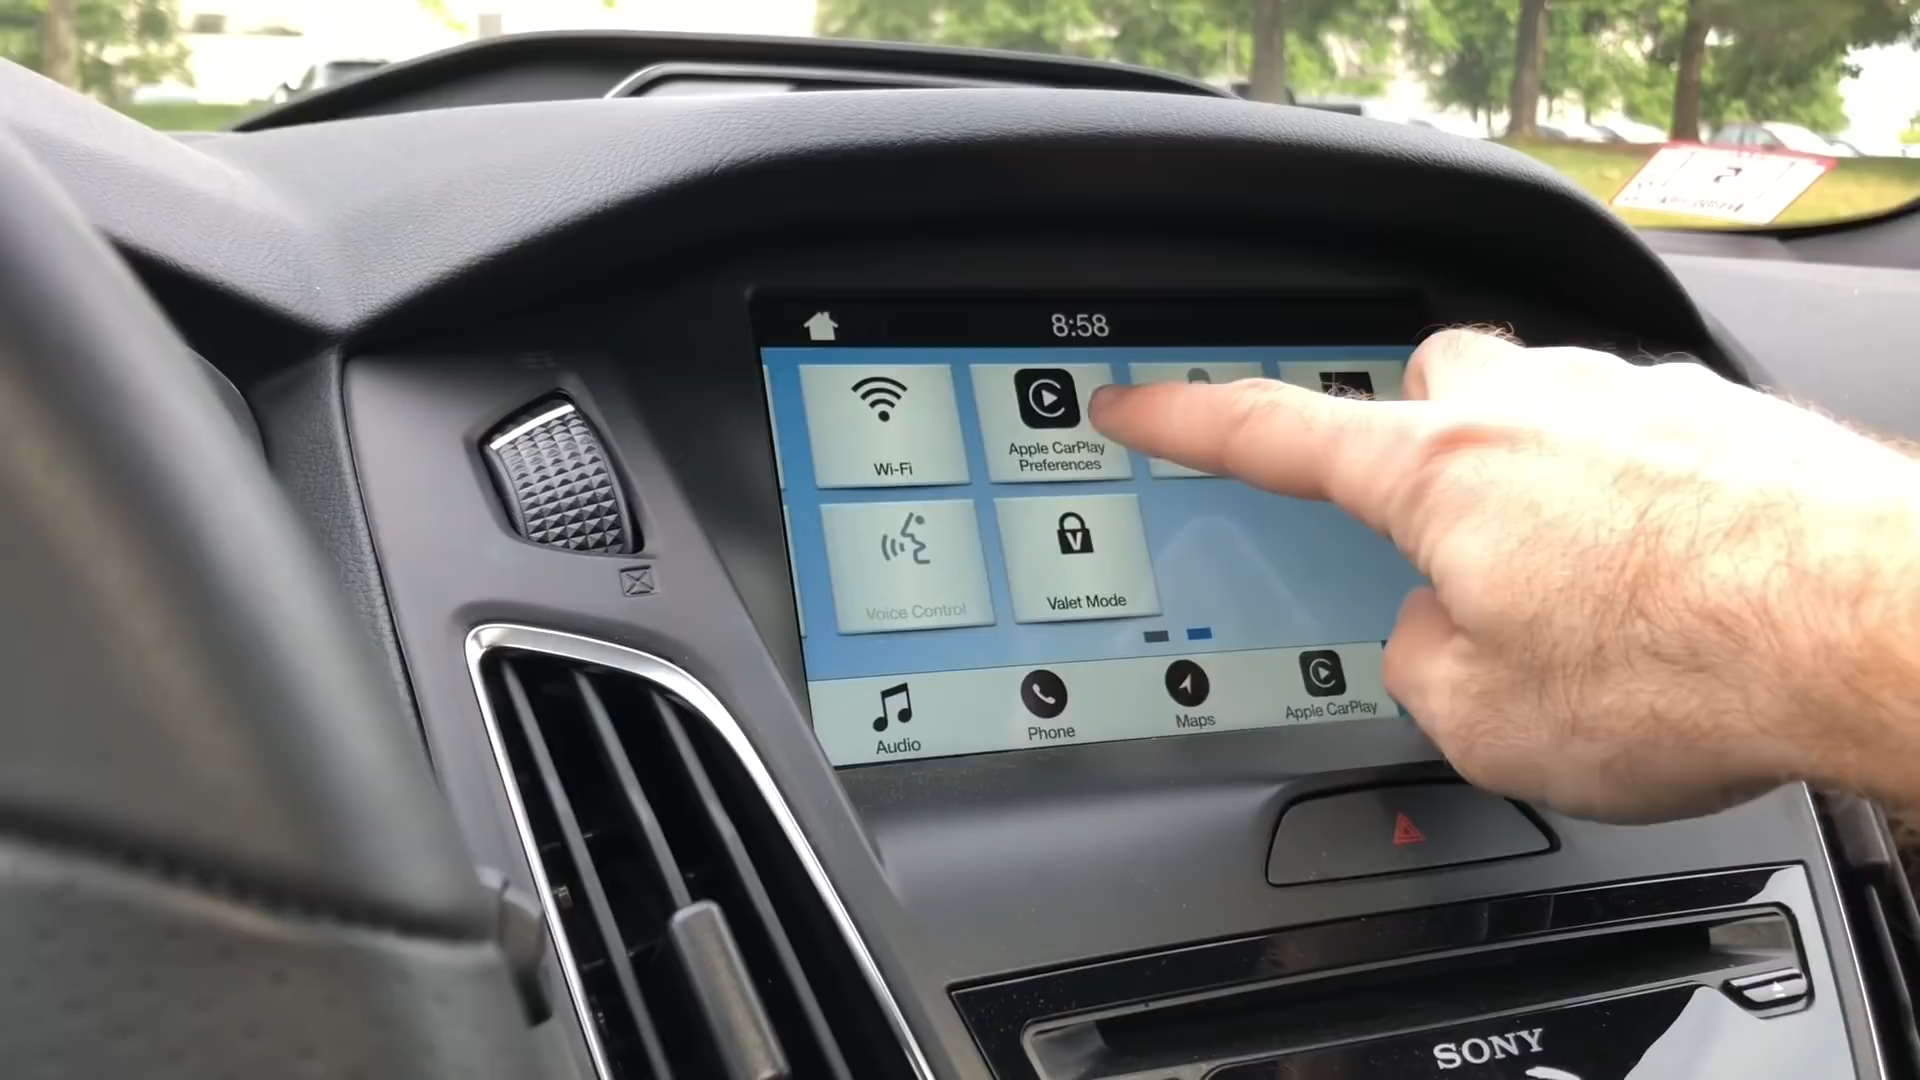 8:58
Wi-Fi
Apple CarPlay
Preferences
Voice Control
V
Valet Mode
Audio
Phone
Maps
Apple CarPlay
SONY